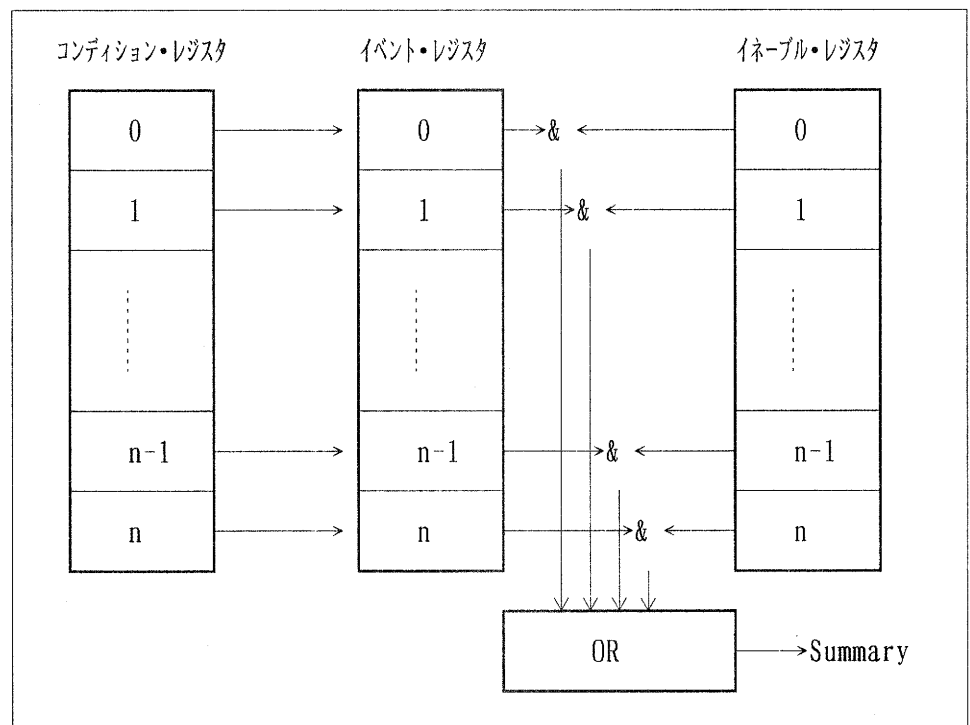 コンディション・レジスタ イベント・レジスタ イネーブル・レジスタ
0 0 & 0
1 1 & 1
n-1 n-1 & n-1
n n & n
OR Summary